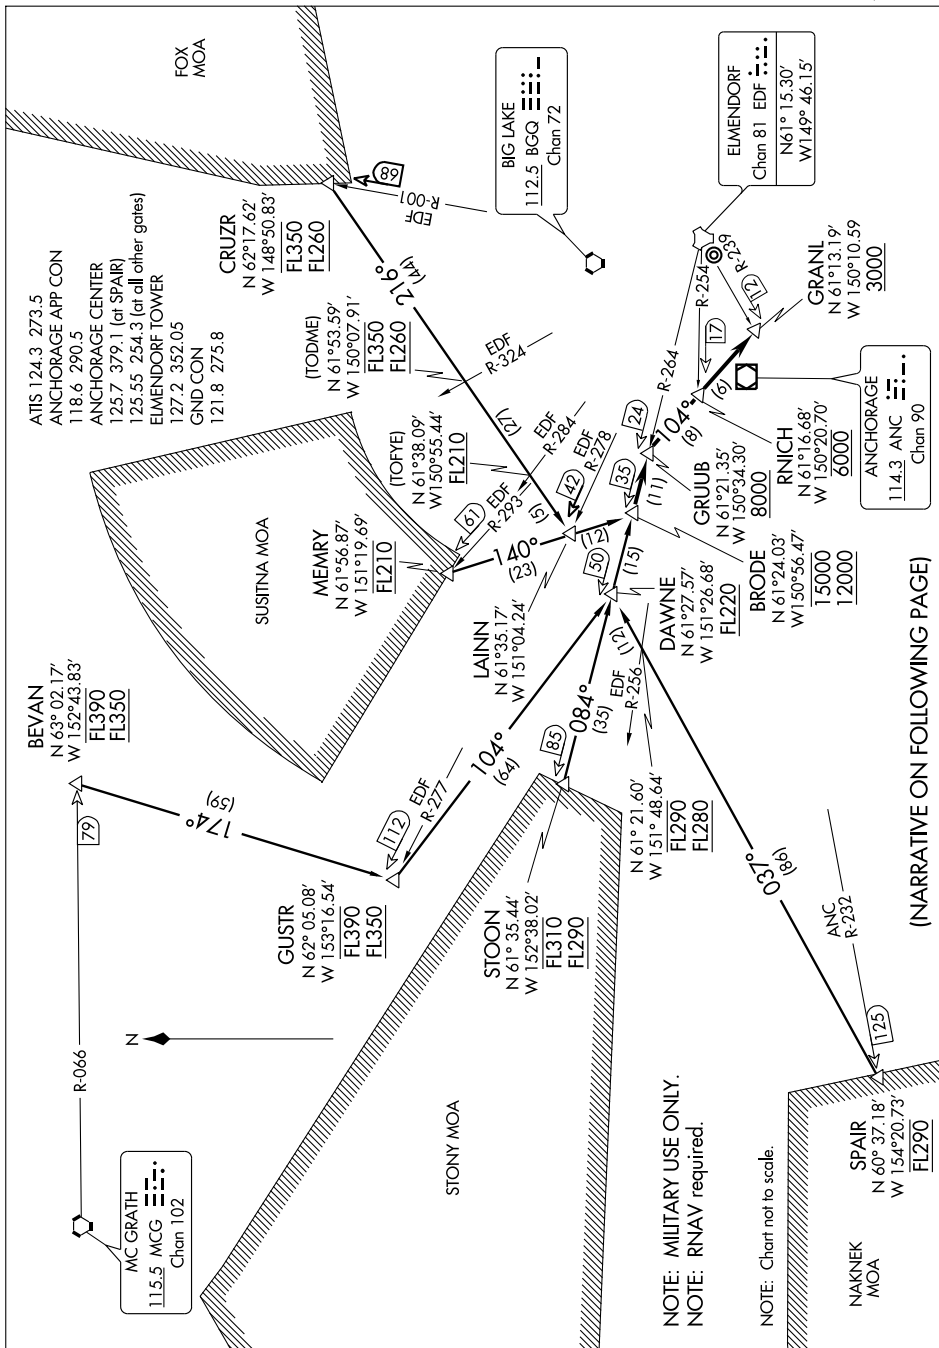 ATIS 124.3 273.5
ANCHORAGE APP CON
118.6 290.5
ANCHORAGE CENTER
125.7 379.1 (at SPAIR)
125.55 254.3 (at all other gates)
ELMENDORF TOWER
127.2 352.05
GND CON
121.8 275.8
FOX
MOA
CRUZR
N 62°17.62'
W 148°50.83'
FL350
FL260
68
EDF
R-001
BIG LAKE
112.5 BGQ
Chan 72
ELMENDORF
Chan 81 EDF
N61° 15.30'
W149° 46.15'
216°
(44)
(TODME)
N 61°53.59'
W 150°07.91'
FL350
FL260
EDF
R-324
(27)
(TOFYE)
N 61°38.09'
W150°55.44'
FL210
EDF
R-284
EDF
R-293
(5)
EDF
R-278
42
61
SUSITNA MOA
MEMRY
N 61°56.87'
W 151°19.69'
FL210
140°
(23)
(12)
LAINN
N 61°35.17'
W 151°04.24'
BEVAN
N 63° 02.17'
W 152°43.83'
FL390
FL350
79
R-066
174°
(59)
MC GRATH
115.5 MCG
Chan 102
N
GUSTR
N 62° 05.08'
W 153°16.54'
FL390
FL350
112
EDF
R-277
104°
(64)
STOON
N 61° 35.44'
W 152°38.02'
FL310
FL290
85
084°
(35)
50
DAWNE
N 61°27.57'
W 151°26.68'
FL220
(15)
35
BRODE
N 61°24.03'
W150°56.47'
15000
12000
(11)
24
R-264
GRUUB
N 61°21.35'
W 150°34.30'
8000
104°
(8)
17
R-254
RNICH
N 61°16.68'
W 150°20.70'
6000
(6)
12
R-239
GRANL
N 61°13.19'
W 150°10.59
3000
ANCHORAGE
114.3 ANC
Chan 90
EDF
R-256
(12)
N 61° 21.60'
W 151° 48.64'
FL290
FL280
037°
(86)
ANC
R-232
125
SPAIR
N 60° 37.18'
W 154°20.73'
FL290
STONY MOA
NAKNEK
MOA
NOTE: MILITARY USE ONLY.
NOTE: RNAV required.
NOTE: Chart not to scale.
(NARRATIVE ON FOLLOWING PAGE)